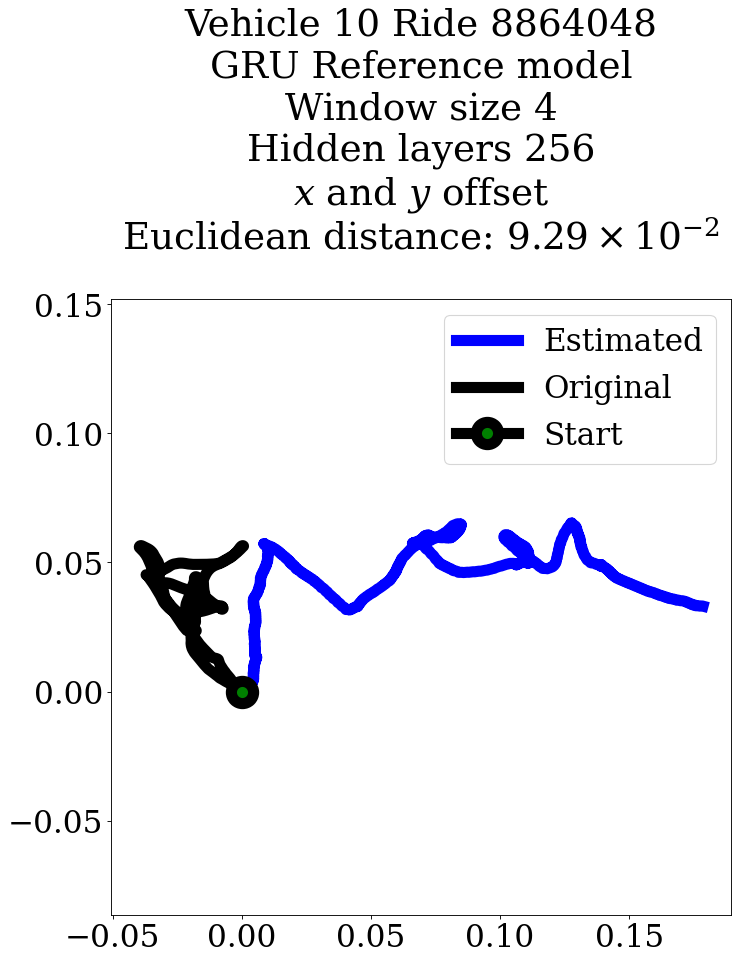 Vehicle 10 Ride 8864048
GRU Reference model
Window size 4
Hidden layers 256
x and y offset
Euclidean distance: 9.29 × 10⁻²
0.15
0.10
0.05
0.00
−0.05
Estimated
Original
Start
−0.05 0.00 0.05 0.10 0.15